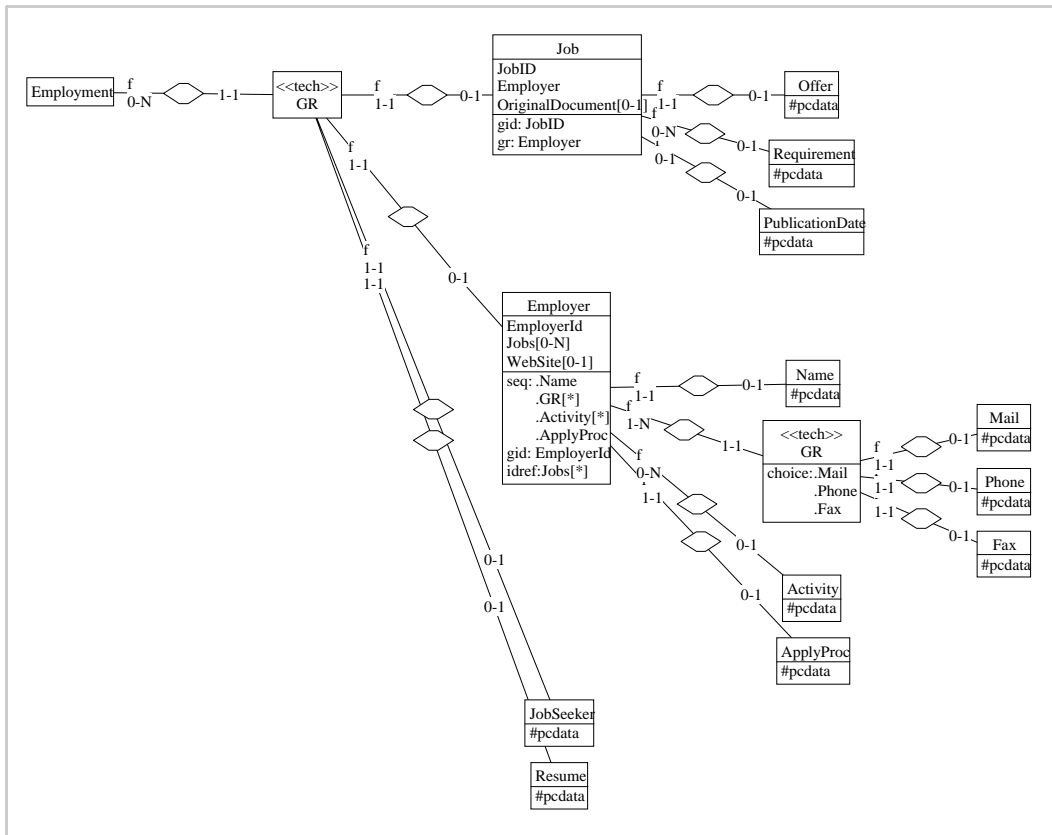 Job
JobID
Employer
OriginalDocument[0-1]
gid: JobID
gr: Employer
Employment
f
0-N
1-1
<<tech>>
GR
f
1-1
0-1
f
1-1
0-1
Offer
#pcdata
f
0-N
0-1
Requirement
#pcdata
f
0-1
0-1
PublicationDate
#pcdata
f
1-1
0-1
f
1-1
1-1
Employer
EmployerId
Jobs[0-N]
WebSite[0-1]
seq: .Name
.GR[*]
.Activity[*]
.ApplyProc
gid: EmployerId
idref:Jobs[*]
f
1-1
0-1
Name
#pcdata
f
1-N
1-1
<<tech>>
GR
choice:.Mail
.Phone
.Fax
f
1-1
0-1
Mail
#pcdata
1-1
0-1
Phone
#pcdata
1-1
0-1
Fax
#pcdata
f
0-N
0-1
Activity
#pcdata
1-1
0-1
ApplyProc
#pcdata
0-1
0-1
JobSeeker
#pcdata
Resume
#pcdata